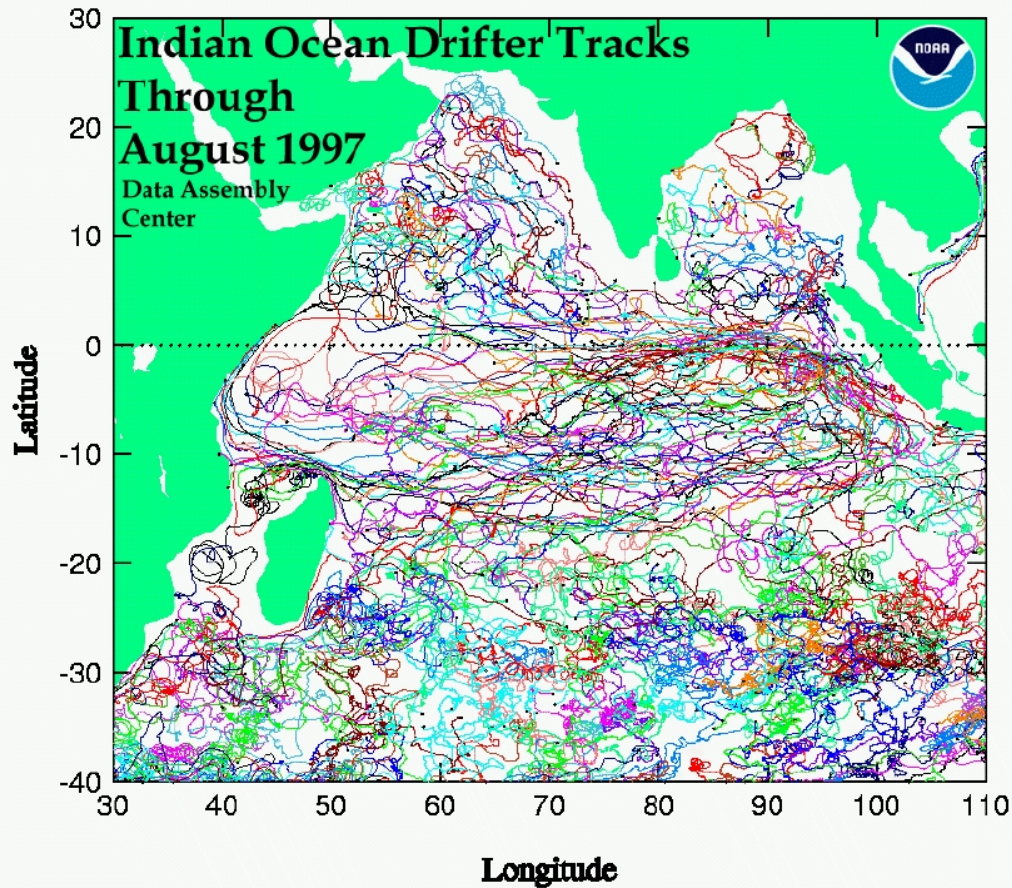 Indian Ocean Drifter Tracks
Through
August 1997
Data Assembly
Center
NOAA
30
20
10
0
-10
-20
-30
-40
Latitude
30 40 50 60 70 80 90 100 110
Longitude